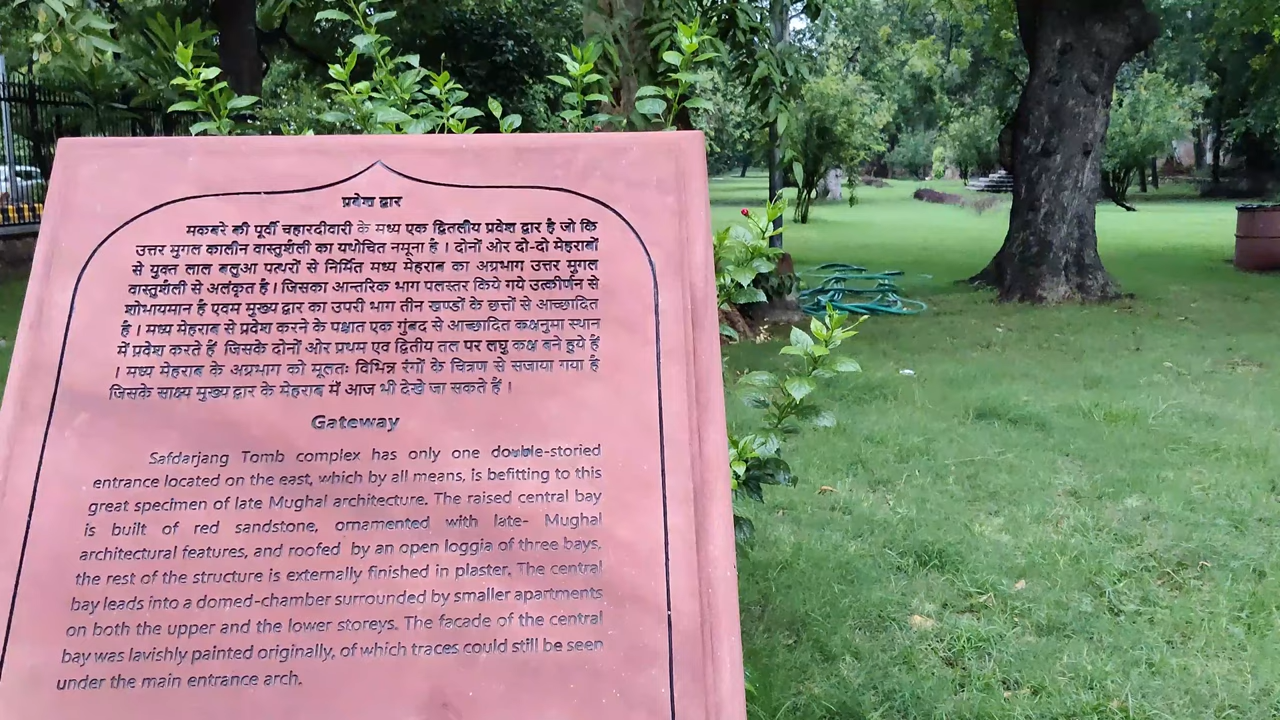 प्रवेश द्वार
मकबरे की पूर्वी चहारदीवारी के मध्य एक द्वितलीय प्रवेश द्वार है जो कि
उत्तर मुगल कालीन वास्तुशैली का यथोचित नमूना है । दोनों ओर दो-दो मेहराबों
से युक्त लाल बलुआ पत्थरों से निर्मित मध्य मेहराब का अग्रभाग उत्तर मुगल
वास्तुशैली से अलंकृत है । जिसका आन्तरिक भाग पलस्तर किये गये उत्कीर्णन से
शोभायमान है एवम मुख्य द्वार का उपरी भाग तीन खण्डों के छत्तों से आच्छादित
है । मध्य मेहराब से प्रवेश करने के पश्चात एक गुंबद से आच्छादित कक्षनुमा स्थान
में प्रवेश करते हैं जिसके दोनों ओर प्रथम एव द्वितीय तल पर लघु कक्ष बने हुये हैं
। मध्य मेहराब के अग्रभाग को मूलतः विभिन्न रंगों के चित्रण से सजाया गया है
जिसके साक्ष्य मुख्य द्वार के मेहराब में आज भी देखे जा सकते हैं ।
Gateway
Safdarjang Tomb complex has only one double-storied
entrance located on the east, which by all means, is befitting to this
great specimen of late Mughal architecture. The raised central bay
is built of red sandstone, ornamented with late- Mughal
architectural features, and roofed by an open loggia of three bays,
the rest of the structure is externally finished in plaster. The central
bay leads into a domed-chamber surrounded by smaller apartments
on both the upper and the lower storeys. The facade of the central
bay was lavishly painted originally, of which traces could still be seen
under the main entrance arch.